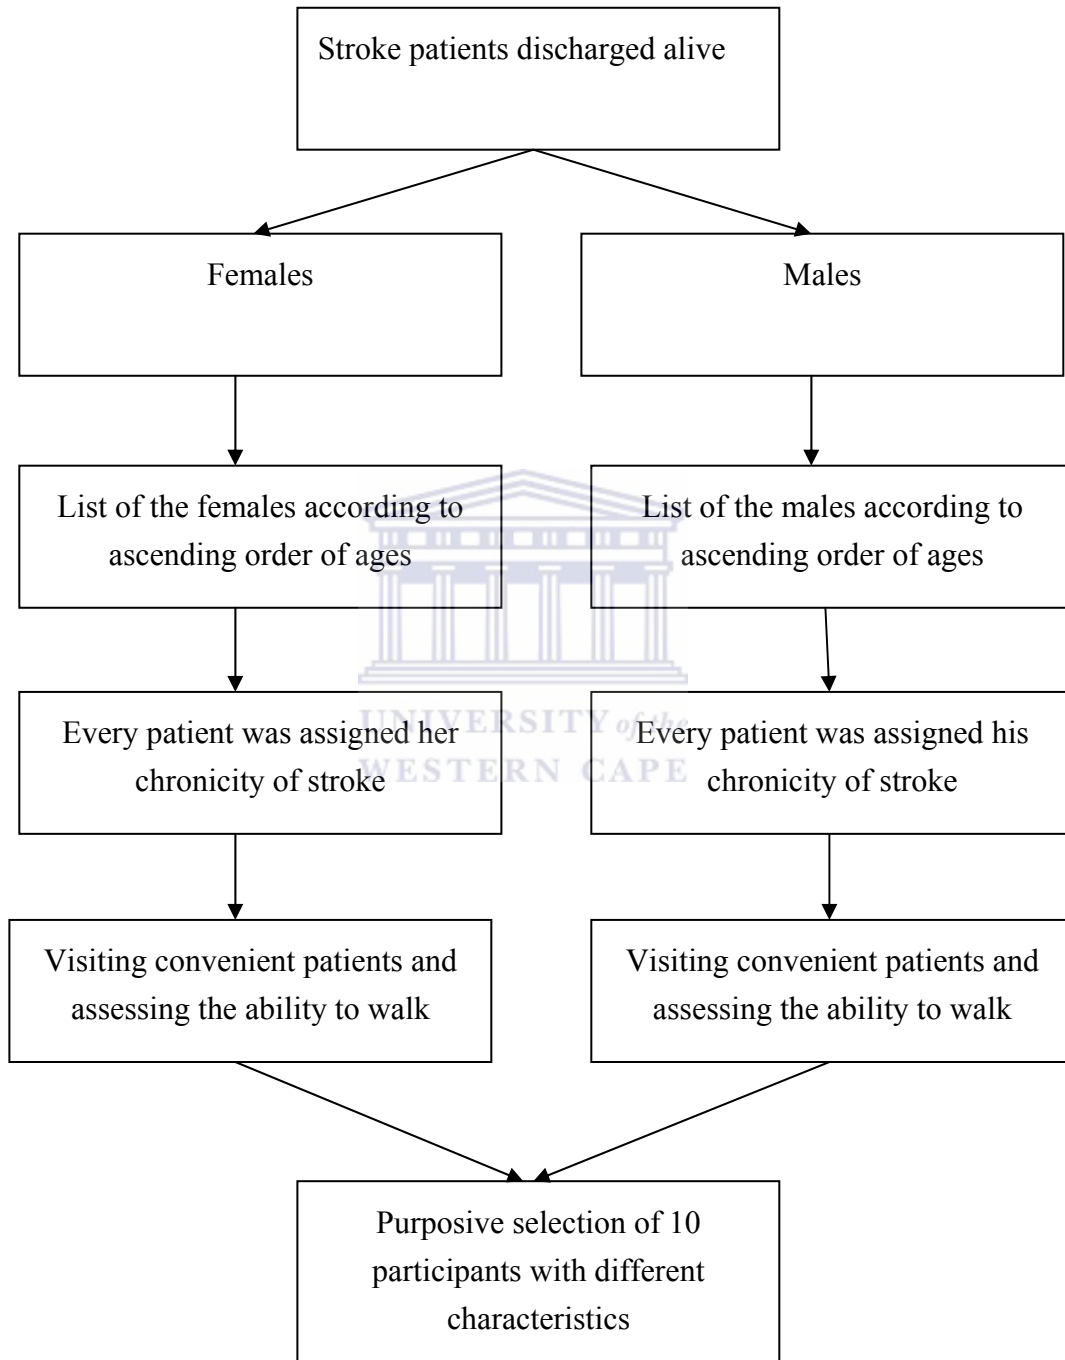 Stroke patients discharged alive
Females
Males
List of the females according to
ascending order of ages
List of the males according to
ascending order of ages
UNIVERSITY of the
WESTERN CAPE
Every patient was assigned her
chronicity of stroke
Every patient was assigned his
chronicity of stroke
Visiting convenient patients and
assessing the ability to walk
Visiting convenient patients and
assessing the ability to walk
Purposive selection of 10
participants with different
characteristics